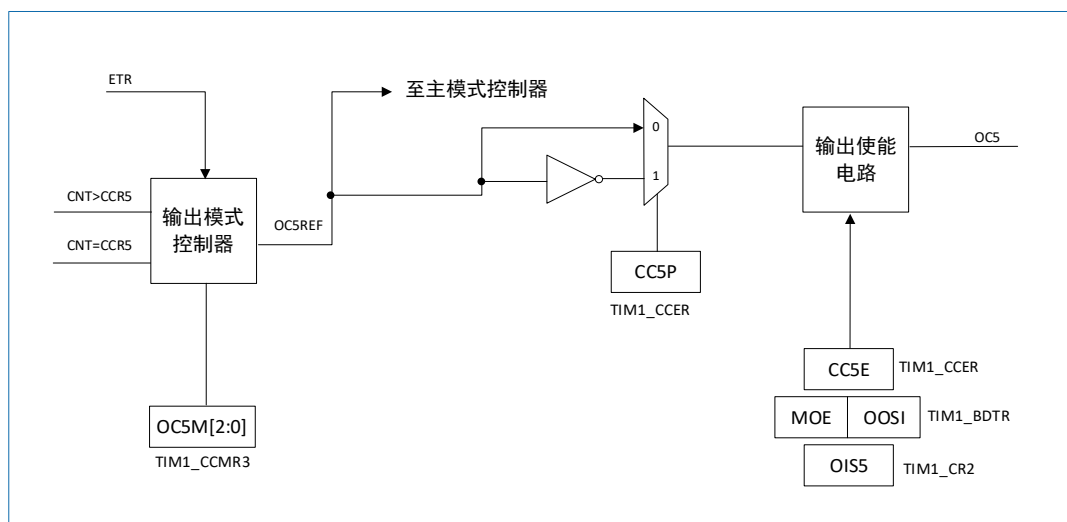 ETR
至主模式控制器
0
1
输出使能
电路
OC5
CNT>CCR5
CNT=CCR5
输出模式
控制器
OC5REF
CC5P
TIM1_CCER
CC5E
TIM1_CCER
MOE
OOSI
TIM1_BDTR
OC5M[2:0]
TIM1_CCMR3
OIS5
TIM1_CR2